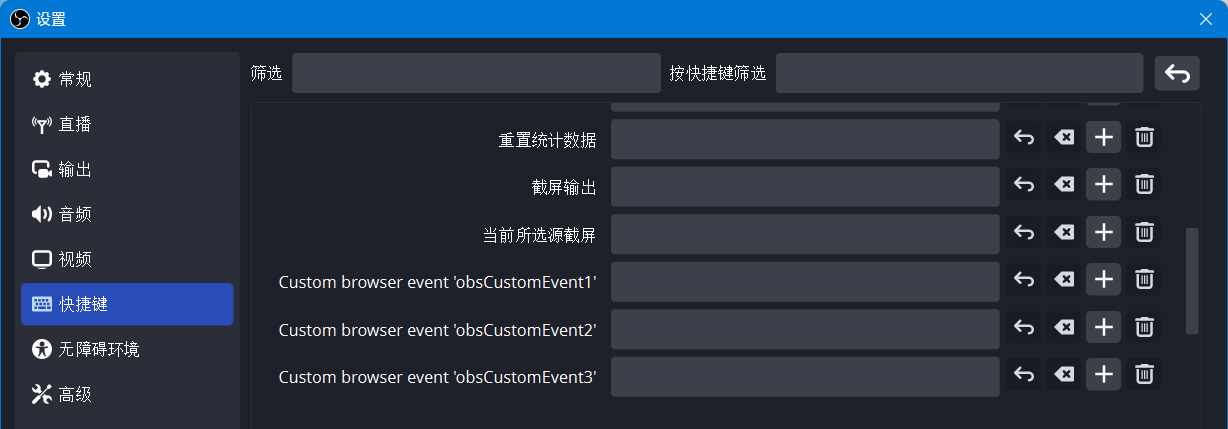 设置
常规
直播
输出
音频
视频
快捷键
无障碍环境
高级
筛选
按快捷键筛选
重置统计数据
截屏输出
当前所选源截屏
Custom browser event 'obsCustomEvent1'
Custom browser event 'obsCustomEvent2'
Custom browser event 'obsCustomEvent3'